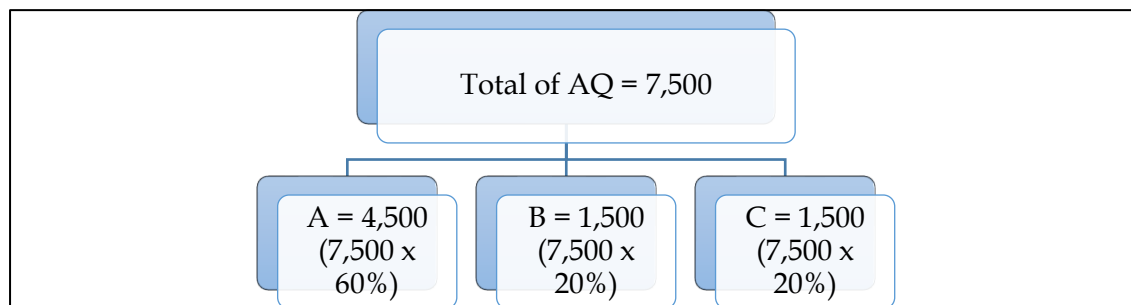 Total of AQ = 7,500
A = 4,500
(7,500 x
60%)
B = 1,500
(7,500 x
20%)
C = 1,500
(7,500 x
20%)